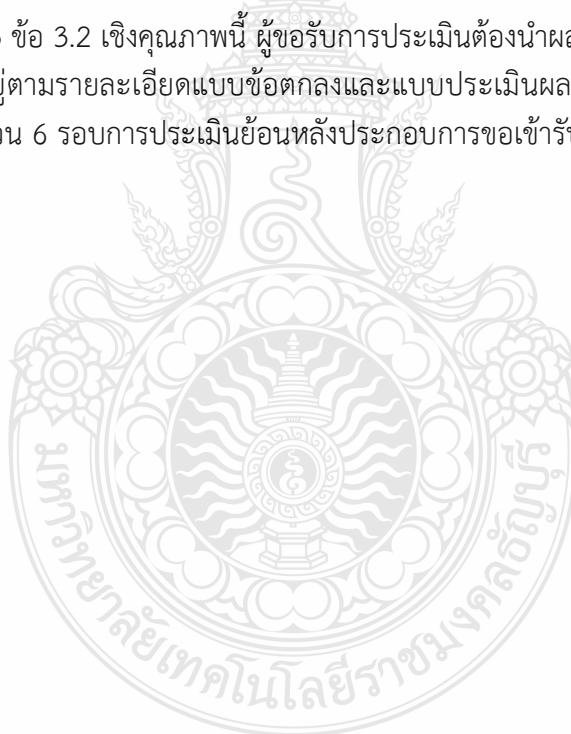 ข้อ 3.2 เชิงคุณภาพนี้ ผู้ขอรับการประเมินต้องนำผล
ยู่ตามรายละเอียดแบบข้อตกลงและแบบประเมินผล
วน 6 รอบการประเมินย้อนหลังประกอบการขอเข้ารับ
มหาวิทยาลัยเทคโนโลยีราชมงคลธัญบุรี